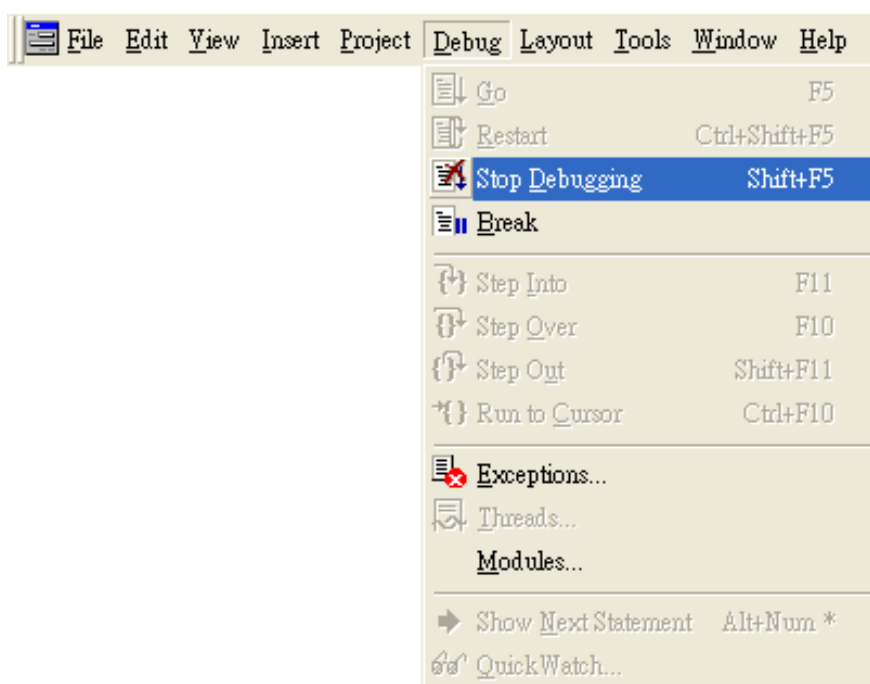 File Edit View Insert Project Debug Layout Tools Window Help
Go F5
Restart Ctrl+Shift+F5
Stop Debugging Shift+F5
Break
Step Into F11
Step Over F10
Step Out Shift+F11
Run to Cursor Ctrl+F10
Exceptions...
Threads...
Modules...
Show Next Statement Alt+Num *
QuickWatch...